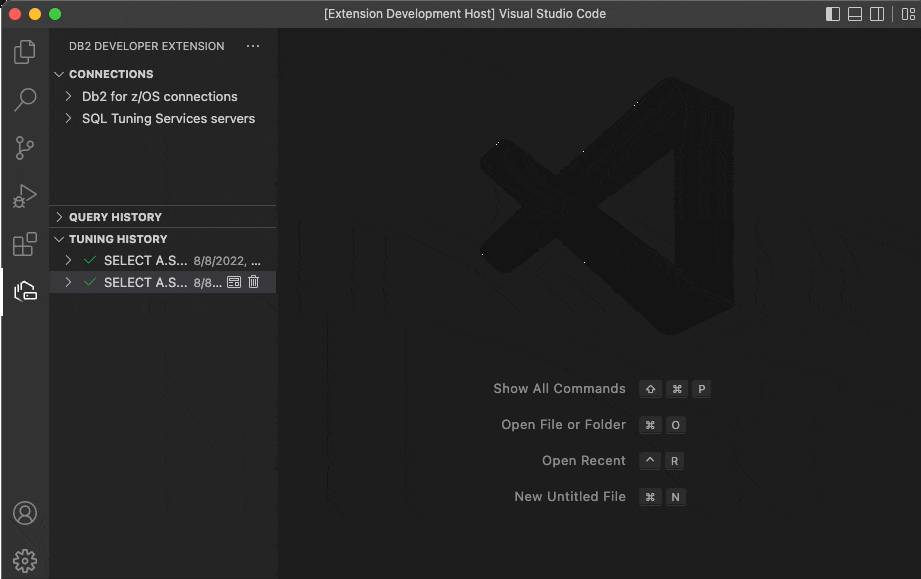 [Extension Development Host] Visual Studio Code
DB2 DEVELOPER EXTENSION ...
CONNECTIONS
Db2 for z/OS connections
SQL Tuning Services servers
QUERY HISTORY
TUNING HISTORY
SELECT A.S... 8/8/2022, ...
SELECT A.S... 8/8...
Show All Commands ⇧ ⌘ P
Open File or Folder ⌘ O
Open Recent ^ R
New Untitled File ⌘ N